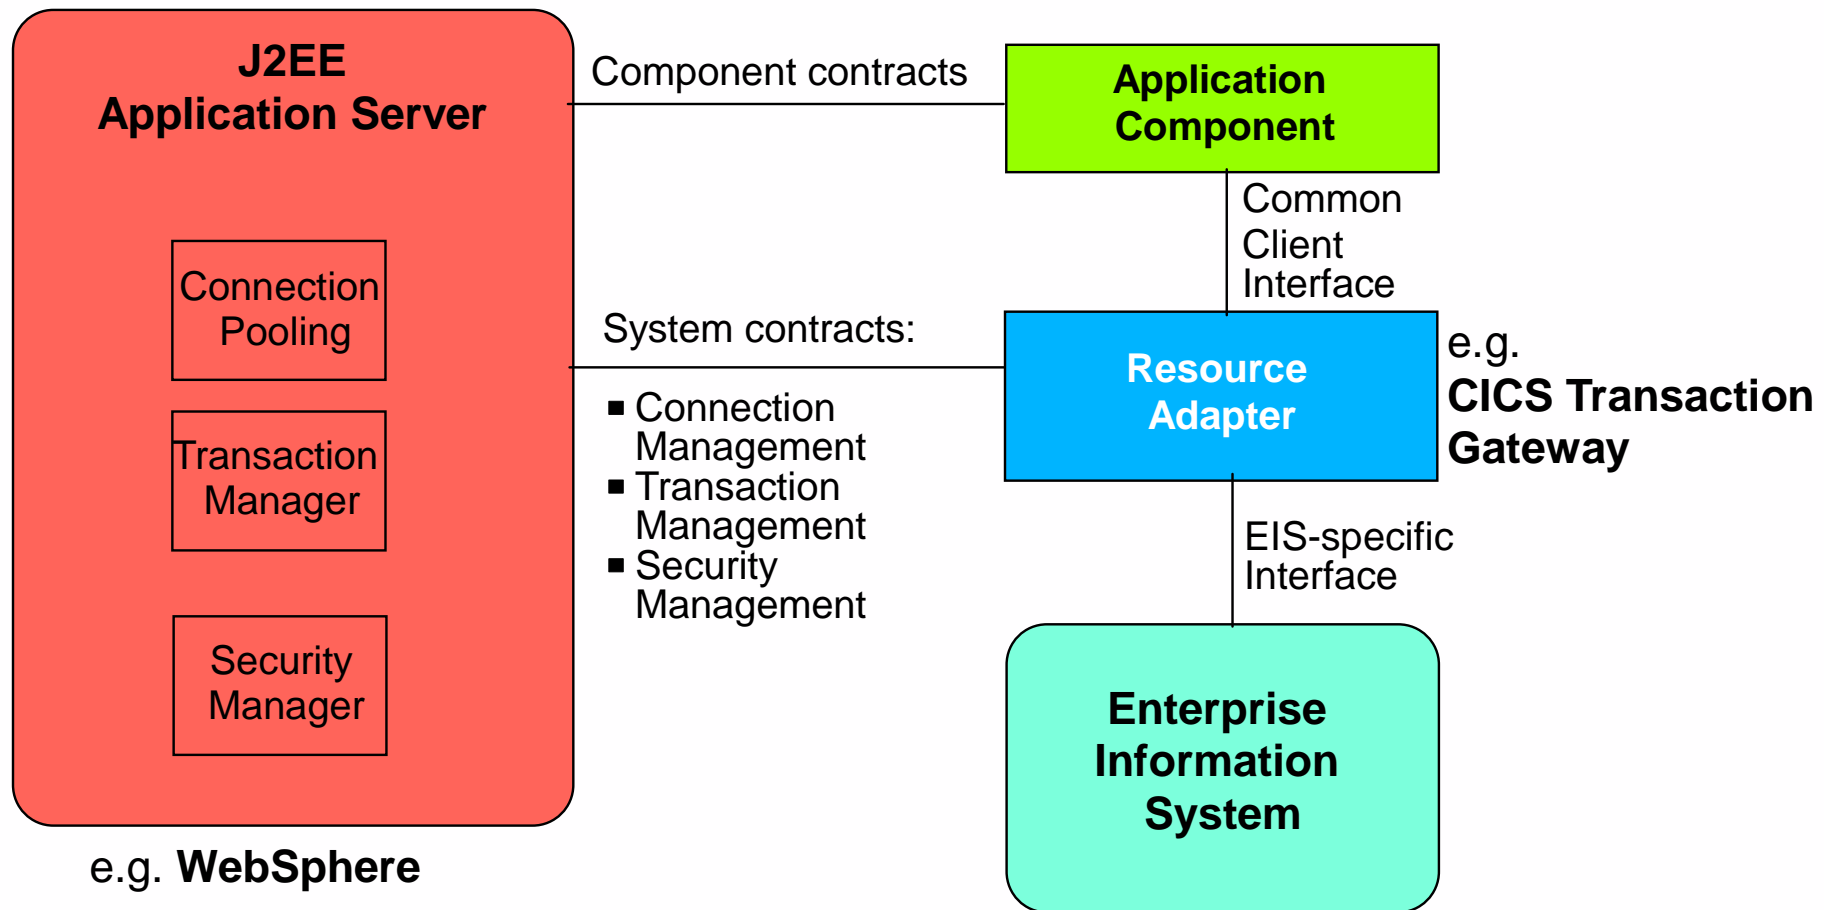 J2EE
Application Server
Connection
Pooling
Transaction
Manager
Security
Manager
e.g. WebSphere
Component contracts
System contracts:
▪ Connection
Management
▪ Transaction
Management
▪ Security
Management
Application
Component
Common
Client
Interface
Resource
Adapter
e.g.
CICS Transaction
Gateway
EIS-specific
Interface
Enterprise
Information
System